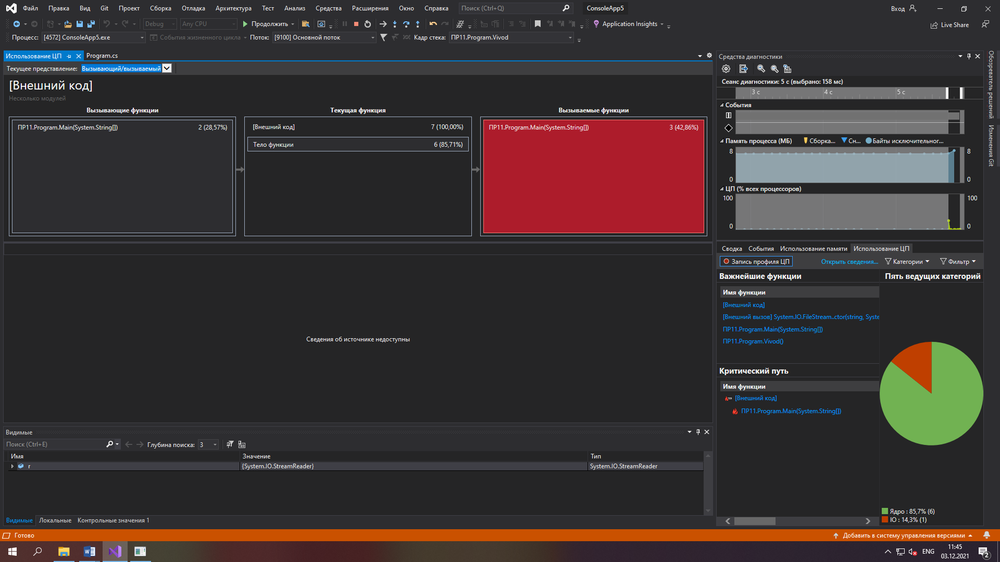 Файл Правка Вид Git Проект Сборка Отладка Архитектура Тест Анализ Средства Расширения Окно Справка Поиск (Ctrl+Q) ConsoleApp5 Вход
Debug Any CPU Продолжить Application Insights Live Share
Процесс: [4572] ConsoleApp5.exe События жизненного цикла Поток: [9100] Основной поток Кадр стека: ПР11.Program.Vivod
Использование ЦП Program.cs
Текущее представление: Вызывающий/вызываемый
[Внешний код]
Несколько модулей
Вызывающие функции Текущая функция Вызываемые функции
ПР11.Program.Main(System.String[]) 2 (28,57%) [Внешний код] 7 (100,00%) ПР11.Program.Main(System.String[]) 3 (42,86%)
Тело функции 6 (85,71%)
Сведения об источнике недоступны
Видимые
Поиск (Ctrl+E) Глубина поиска: 3
Имя Значение Тип
r {System.IO.StreamReader} System.IO.StreamReader
Видимые Локальные Контрольные значения 1
Средства диагностики
Сеанс диагностики: 5 с (выбрано: 158 мс)
3 с 4 с 5 с
События
Память процесса (МБ) Сборка... Сн... Байты исключительног...
8 8
0 0
ЦП (% всех процессоров)
100 100
0 0
Сводка События Использование памяти Использование ЦП
Запись профиля ЦП Открыть сведения... Категории Фильтр
Важнейшие функции Пять ведущих категорий
Имя функции
[Внешний код]
[Внешний вызов] System.IO.FileStream..ctor(string, Syste
ПР11.Program.Main(System.String[])
ПР11.Program.Vivod()
Критический путь
Имя функции
[Внешний код]
ПР11.Program.Main(System.String[])
Ядро : 85,7% (6)
IO : 14,3% (1)
Обозреватель решений
Изменения Git
Готово Добавить в систему управления версиями
ENG 11:45
03.12.2021 2